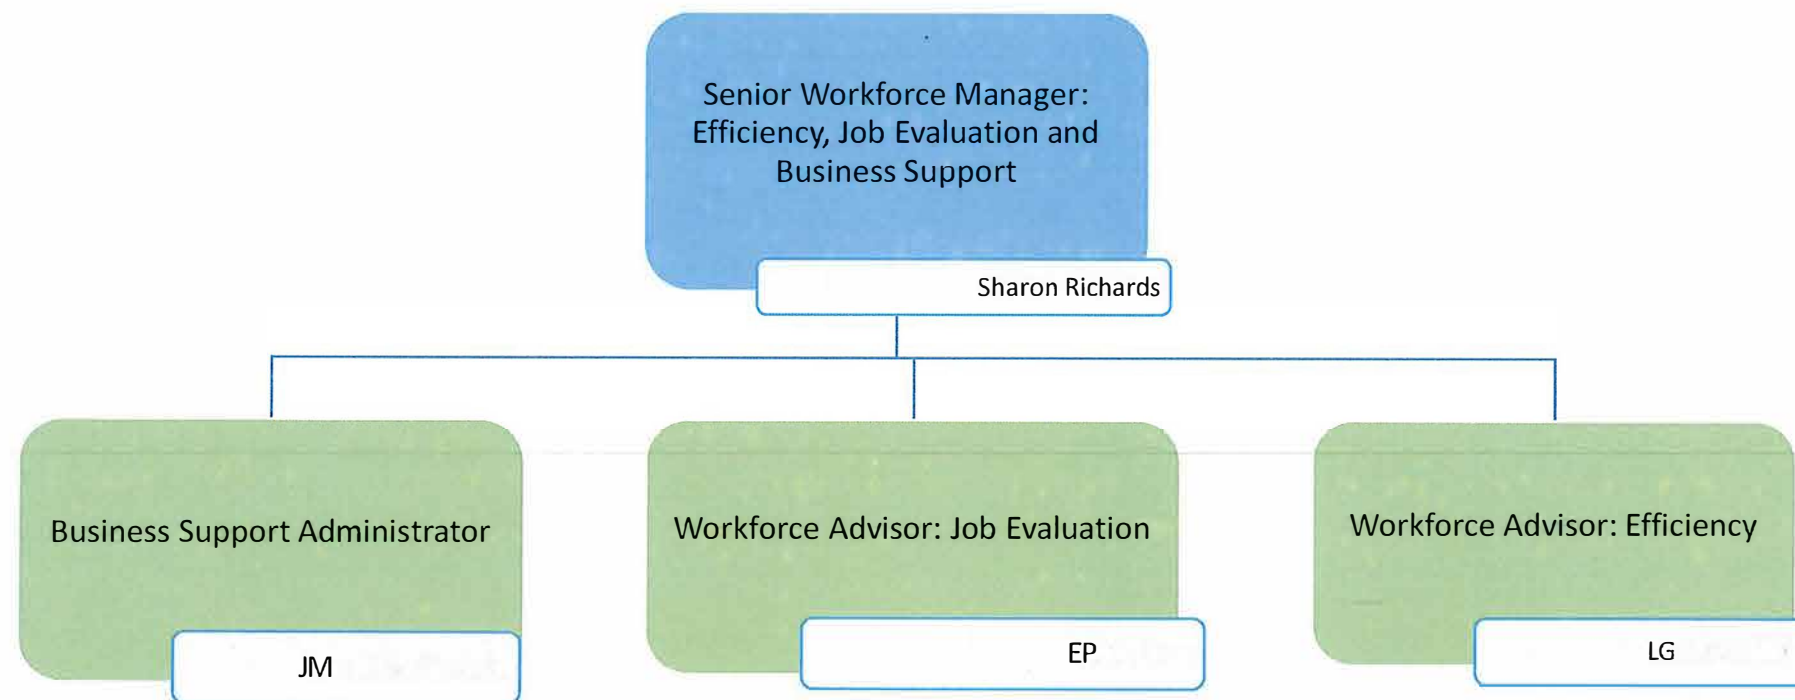 Senior Workforce Manager:
Efficiency, Job Evaluation and
Business Support
Sharon Richards
Business Support Administrator
JM
Workforce Advisor: Job Evaluation
EP
Workforce Advisor: Efficiency
LG